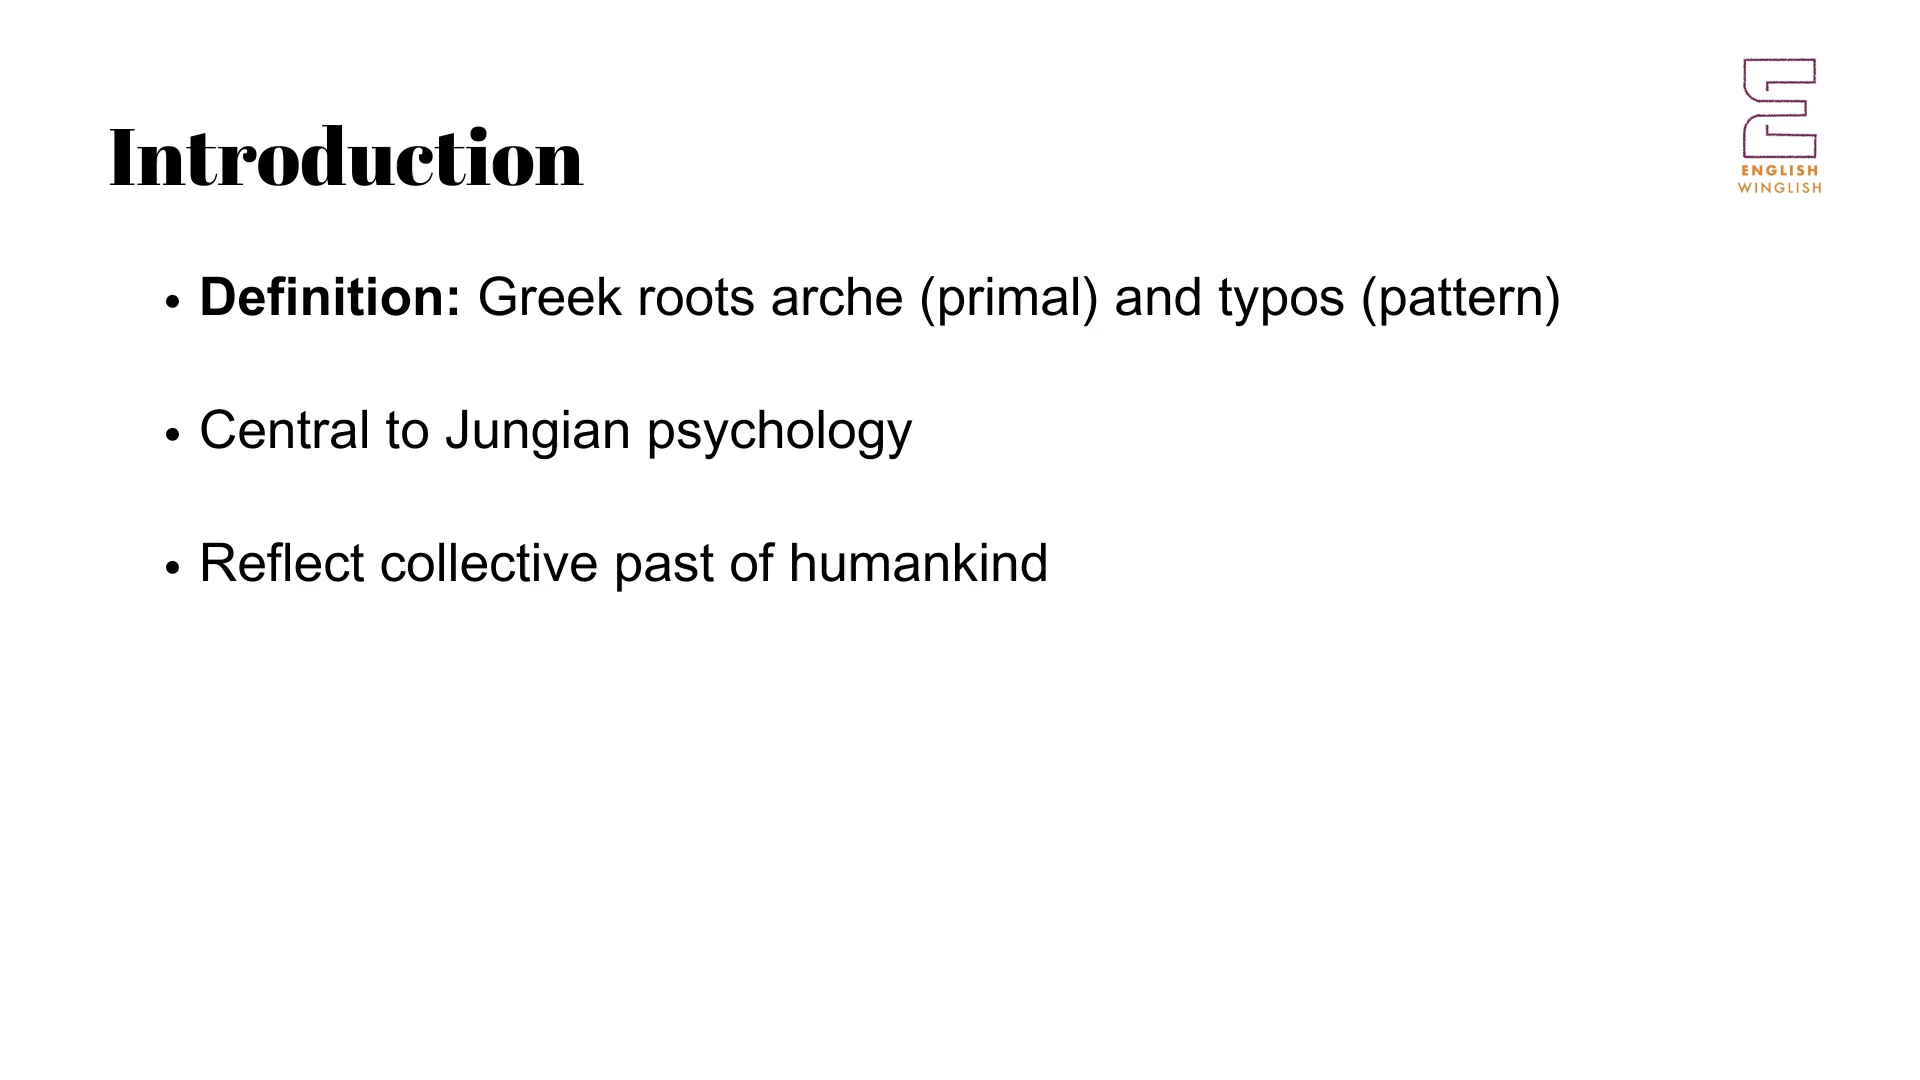 Introduction
ENGLISH
WINGLISH
• Definition: Greek roots arche (primal) and typos (pattern)
• Central to Jungian psychology
• Reflect collective past of humankind